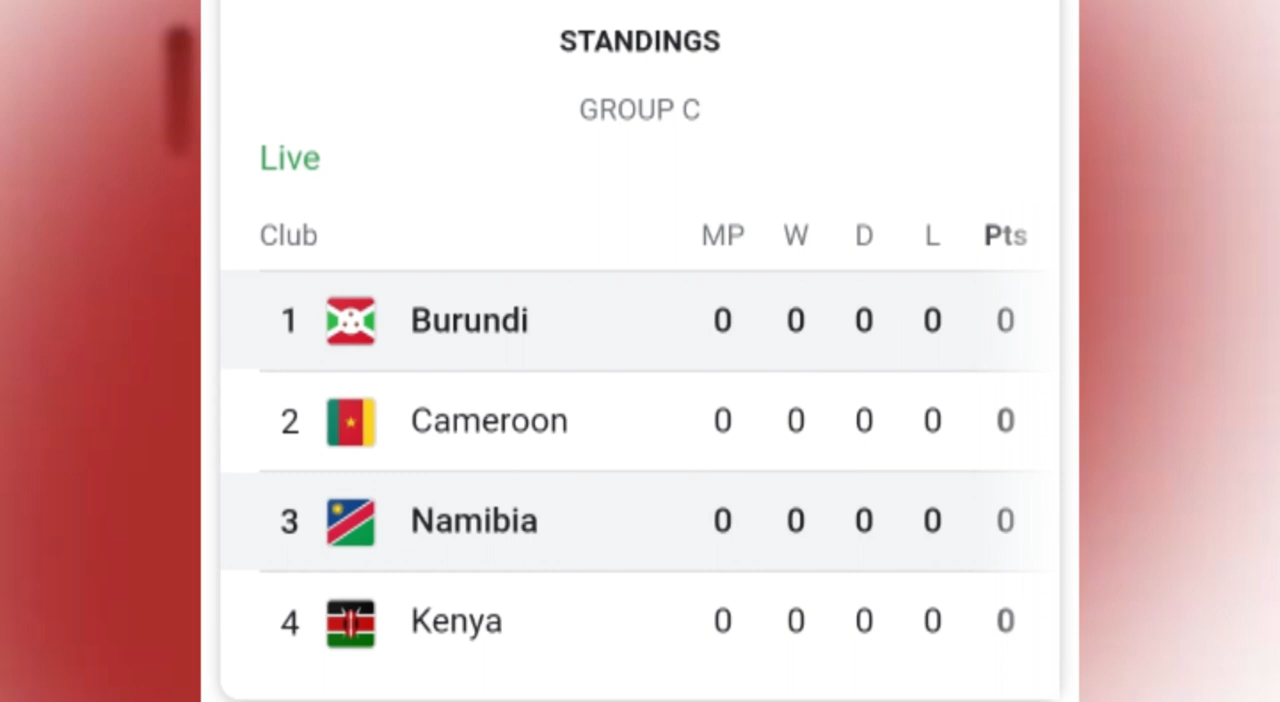 STANDINGS
GROUP C
Live
Club MP W D L Pts
1 Burundi 0 0 0 0 0
2 Cameroon 0 0 0 0 0
3 Namibia 0 0 0 0 0
4 Kenya 0 0 0 0 0